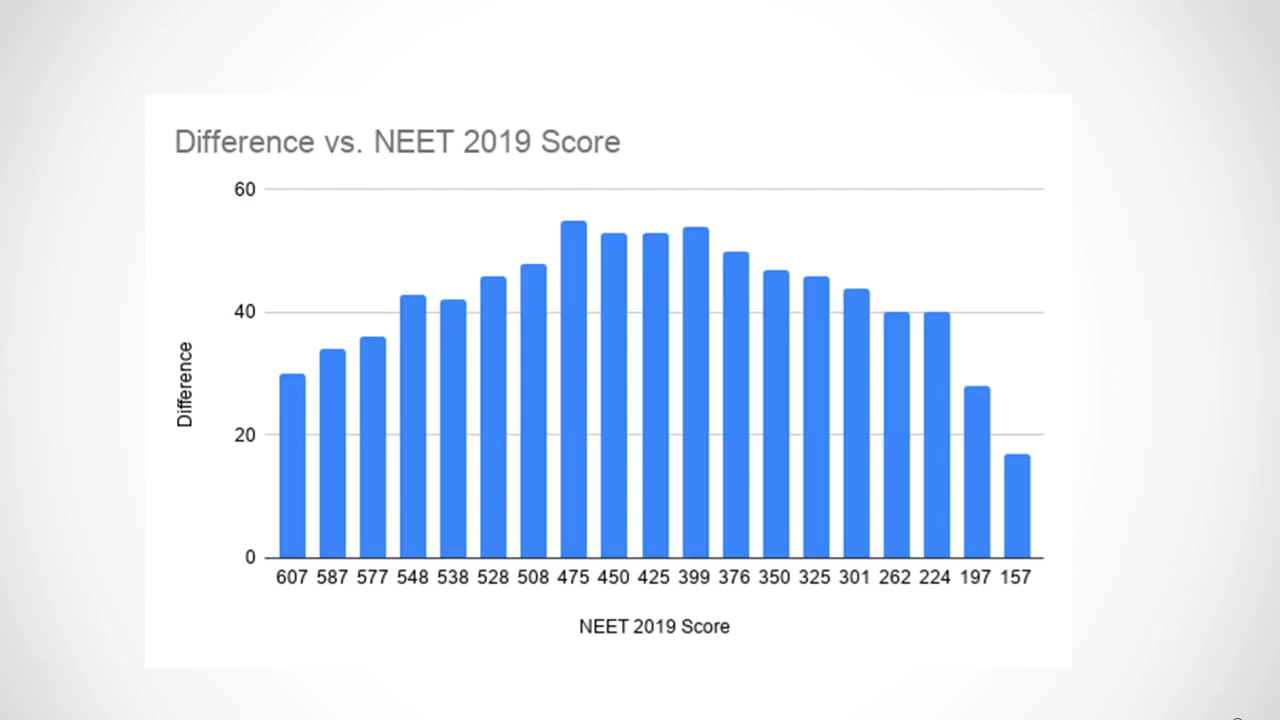 Difference vs. NEET 2019 Score
60
40
20
0
Difference
607 587 577 548 538 528 508 475 450 425 399 376 350 325 301 262 224 197 157
NEET 2019 Score